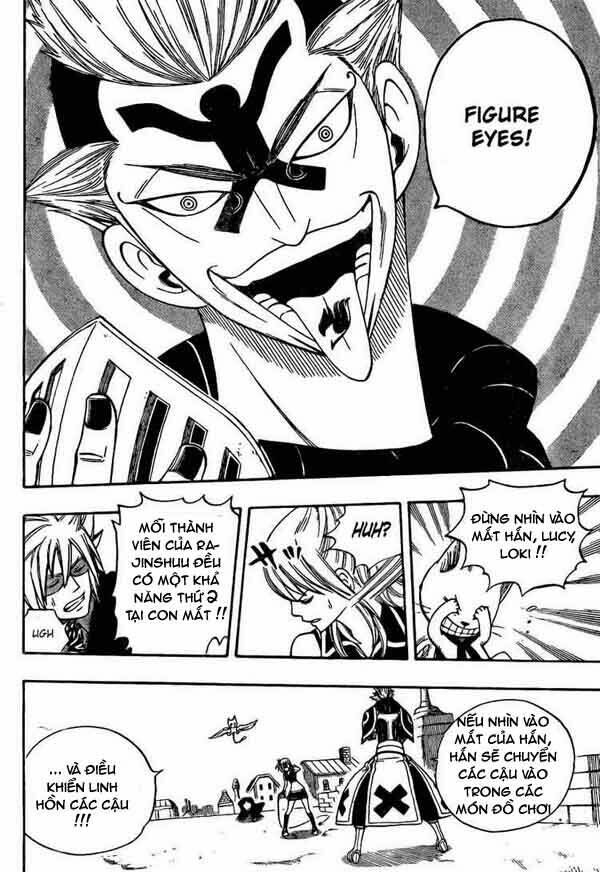 FIGURE
EYES!
ĐỪNG NHÌN VÀO
MẮT HẮN, LUCY,
LOKI !!
HUH?
MỖI THÀNH
VIÊN CỦA RA-
JINSHUU ĐỀU
CÓ MỘT KHẢ
NĂNG THỨ 2
TẠI CON MẮT !!
UGH
NẾU NHÌN VÀO
MẮT CỦA HẮN,
HẮN SẼ CHUYỂN
CÁC CẬU VÀO
TRONG CÁC
MÓN ĐỒ CHƠI
... VÀ ĐIỀU
KHIỂN LINH
HỒN CÁC CẬU
!!!